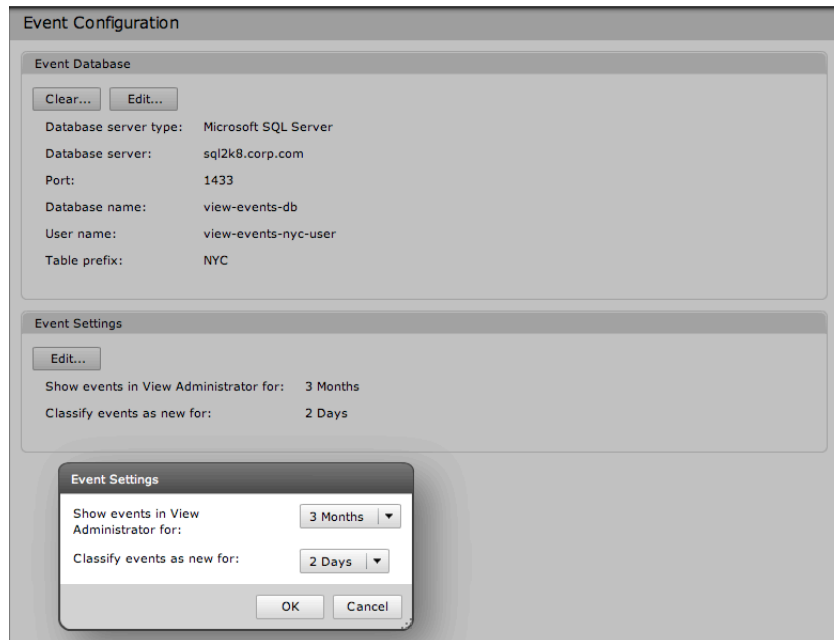 Event Configuration
Event Database
Clear... Edit...
Database server type: Microsoft SQL Server
Database server: sql2k8.corp.com
Port: 1433
Database name: view-events-db
User name: view-events-nyc-user
Table prefix: NYC
Event Settings
Edit...
Show events in View Administrator for: 3 Months
Classify events as new for: 2 Days
Event Settings
Show events in View
Administrator for: 3 Months
Classify events as new for: 2 Days
OK Cancel